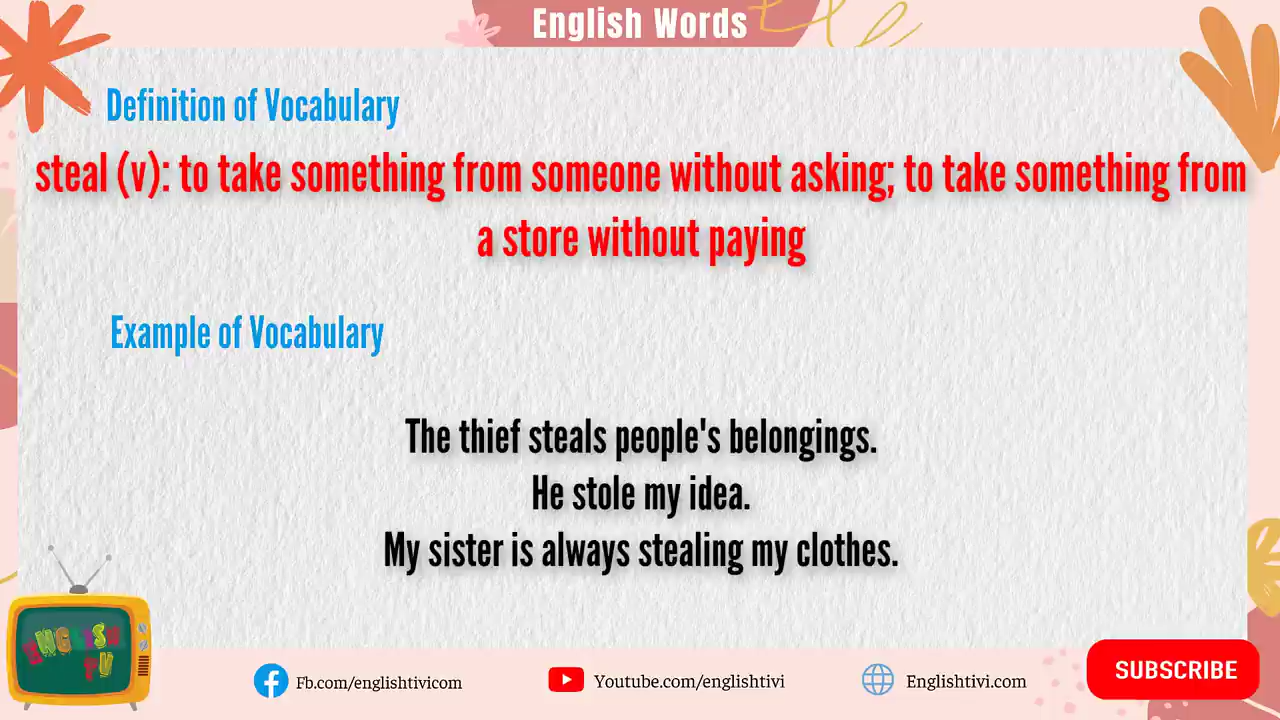 English Words
Definition of Vocabulary
steal (v): to take something from someone without asking; to take something from
a store without paying
Example of Vocabulary
The thief steals people's belongings.
He stole my idea.
My sister is always stealing my clothes.
ENGLISH
TV
Fb.com/englishtivicom
Youtube.com/englishtivi
Englishtivi.com
SUBSCRIBE